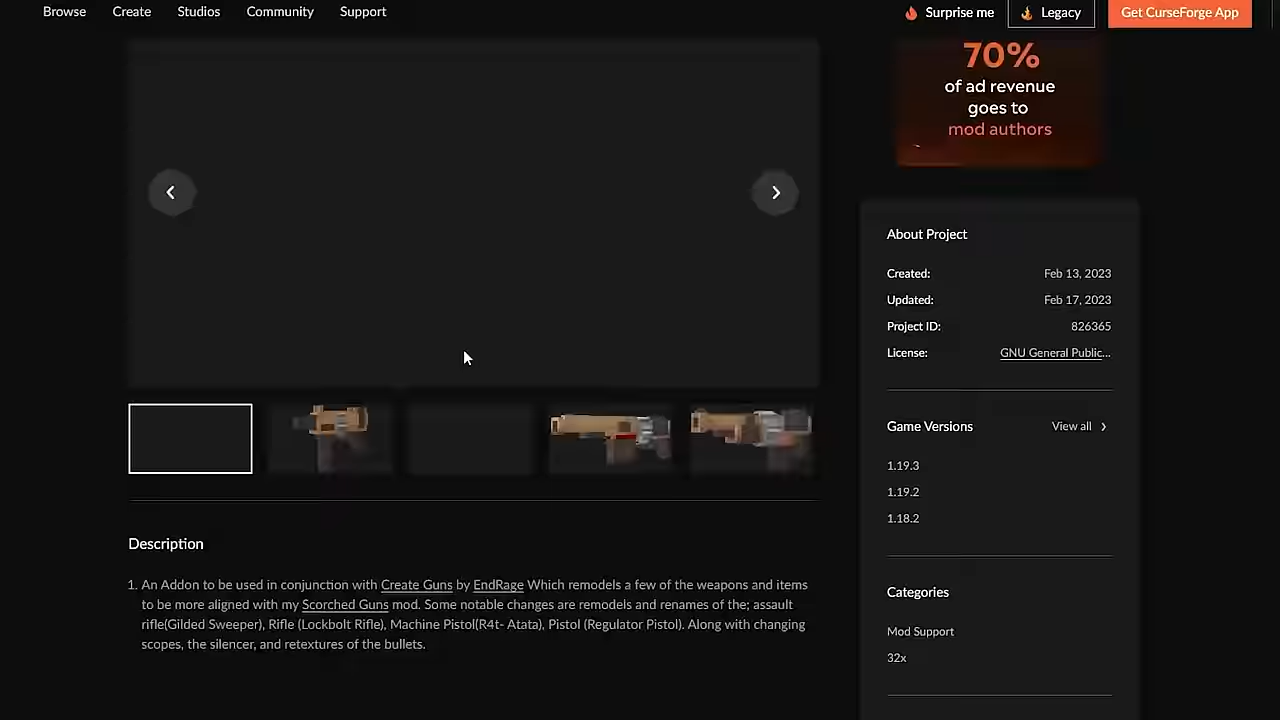 Browse Create Studios Community Support Surprise me Legacy Get CurseForge App
70%
of ad revenue
goes to
mod authors
About Project
Created: Feb 13, 2023
Updated: Feb 17, 2023
Project ID: 826365
License: GNU General Public...
Game Versions View all
1.19.3
1.19.2
1.18.2
Description
1. An Addon to be used in conjunction with Create Guns by EndRage Which remodels a few of the weapons and items
to be more aligned with my Scorched Guns mod. Some notable changes are remodels and renames of the; assault
rifle(Gilded Sweeper), Rifle (Lockbolt Rifle), Machine Pistol(R4t- Atata), Pistol (Regulator Pistol). Along with changing
scopes, the silencer, and retextures of the bullets.
Categories
Mod Support
32x